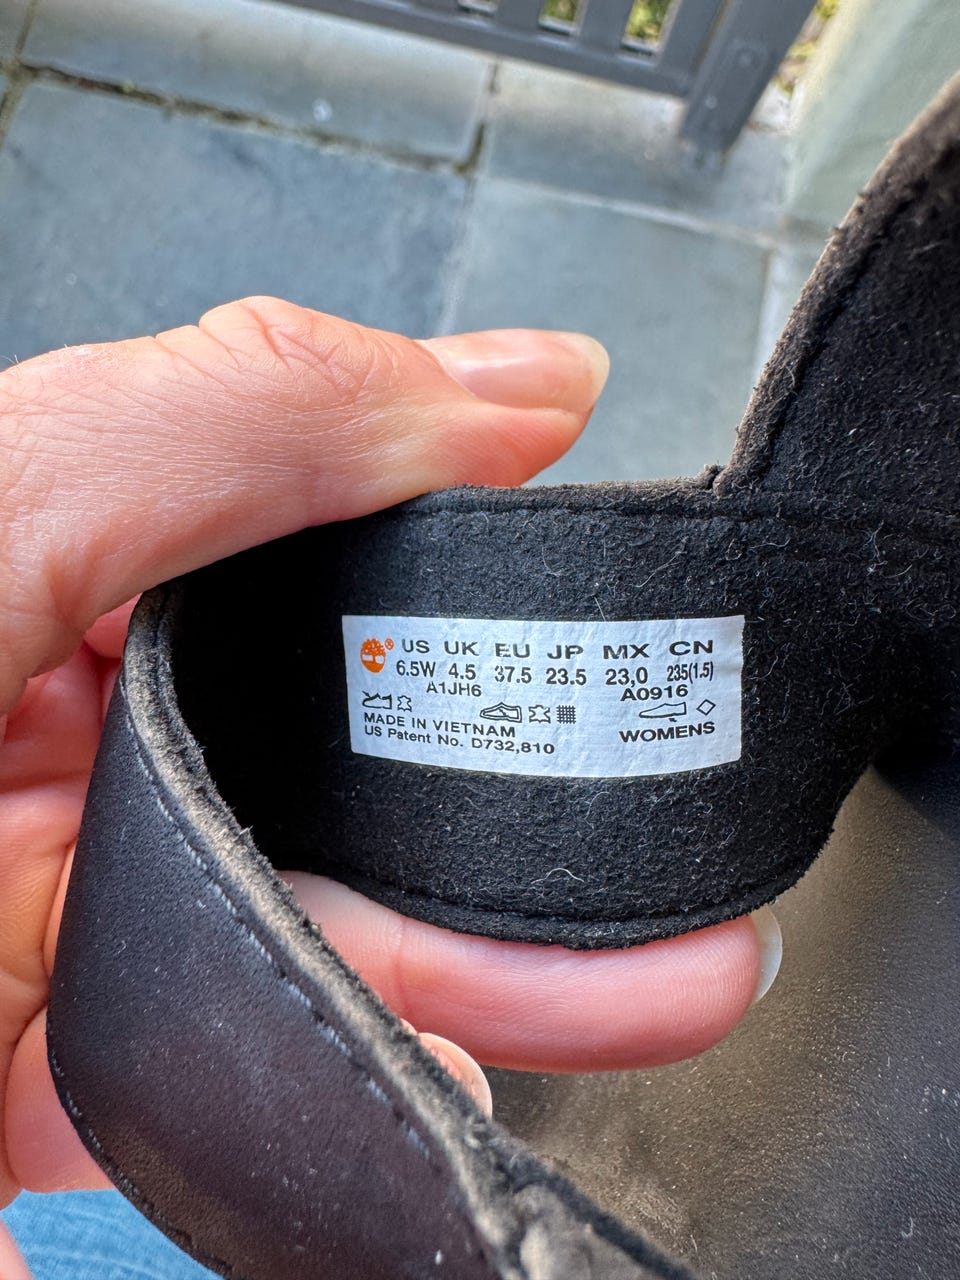 ® US UK EU JP MX CN
6.5W 4.5 37.5 23.5 23,0 235(1.5)
A1JH6 A0916
MADE IN VIETNAM
US Patent No. D732,810 WOMENS